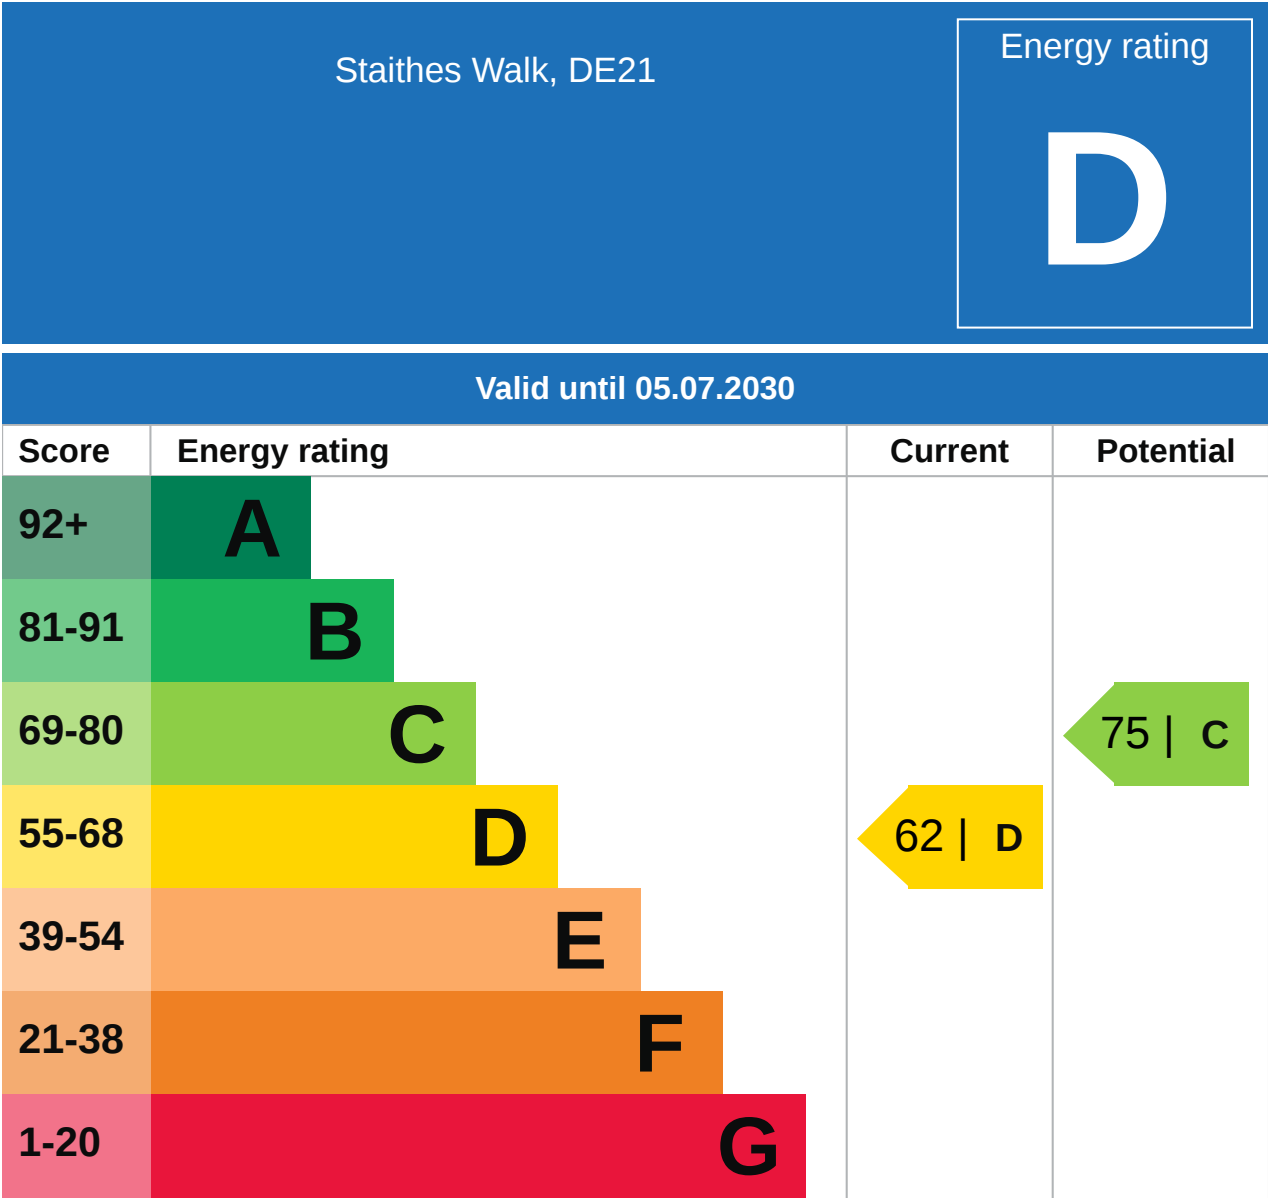 Staithes Walk, DE21
Energy rating
D
Valid until 05.07.2030
Score Energy rating Current Potential
92+ A
81-91 B
69-80 C 75 | C
55-68 D 62 | D
39-54 E
21-38 F
1-20 G